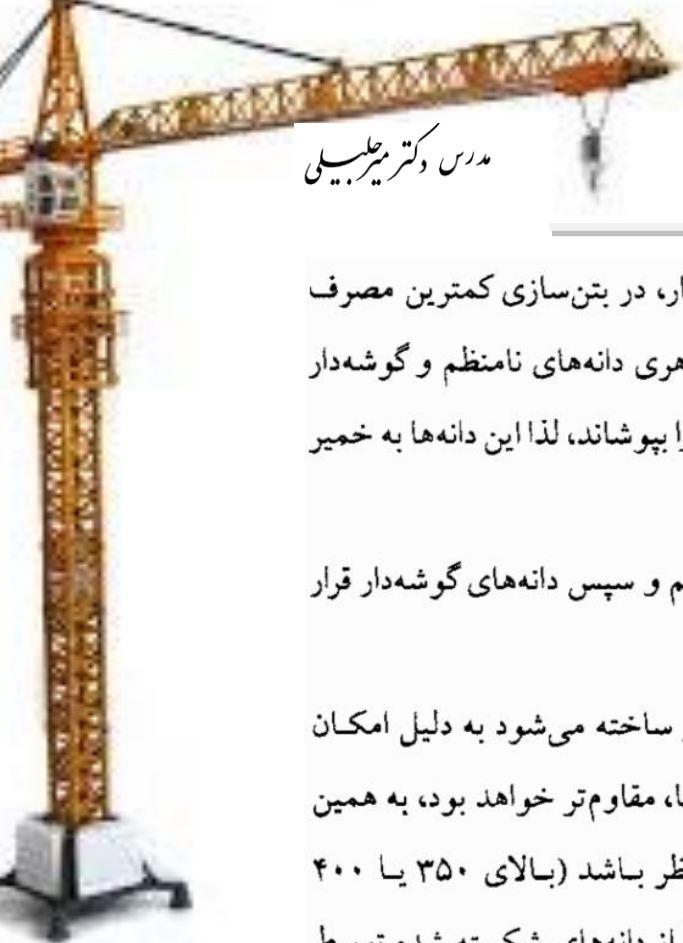 مدرس دکتر میرجلیلی
ار، در بتن‌سازی کمترین مصرف
هری دانه‌های نامنظم و گوشه‌دار
را بپوشاند، لذا این دانه‌ها به خمیر
م و سپس دانه‌های گوشه‌دار قرار
ساخته می‌شود به دلیل امکان
ا، مقاوم‌تر خواهد بود، به همین
ظر باشد (بالای ۳۵۰ یا ۴۰۰
از دانه‌های شکسته شده توسط